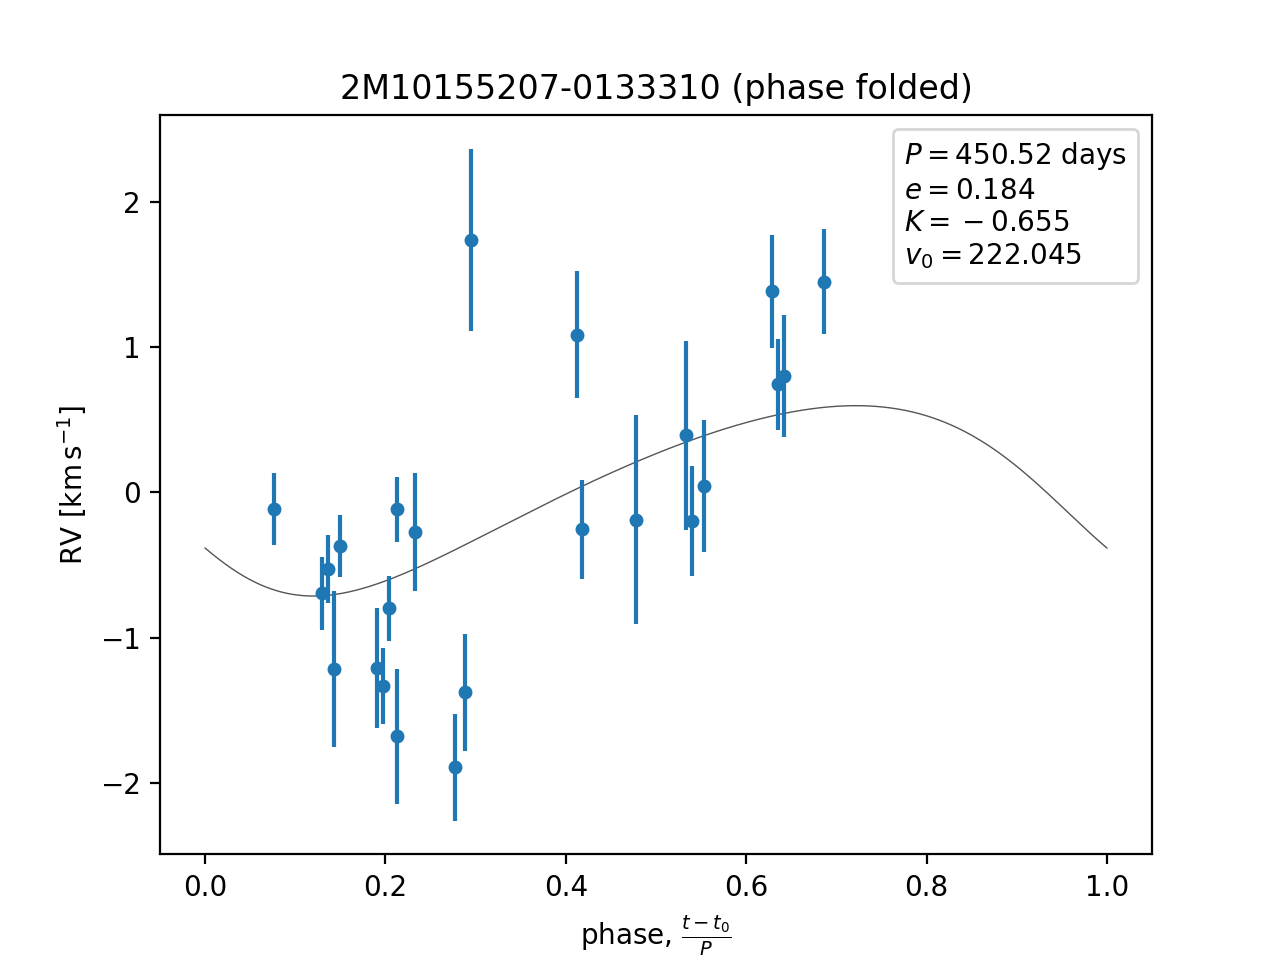 2M10155207-0133310 (phase folded)
P = 450.52 days
e = 0.184
K = −0.655
v₀ = 222.045
2
1
0
−1
−2
RV [km s⁻¹]
0.0 0.2 0.4 0.6 0.8 1.0
phase, (t − t₀)/P